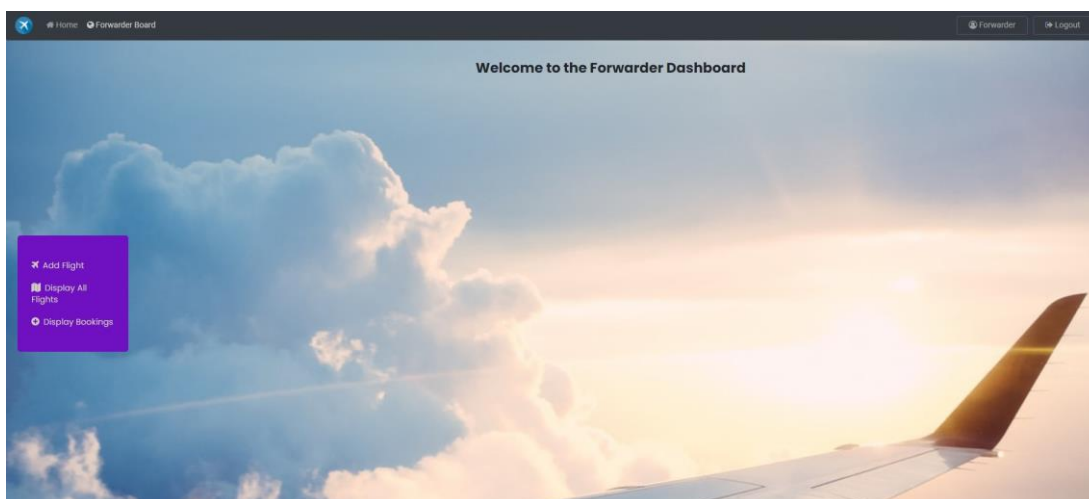 Home
Forwarder Board
Forwarder
Logout
Welcome to the Forwarder Dashboard
Add Flight
Display All
Flights
Display Bookings